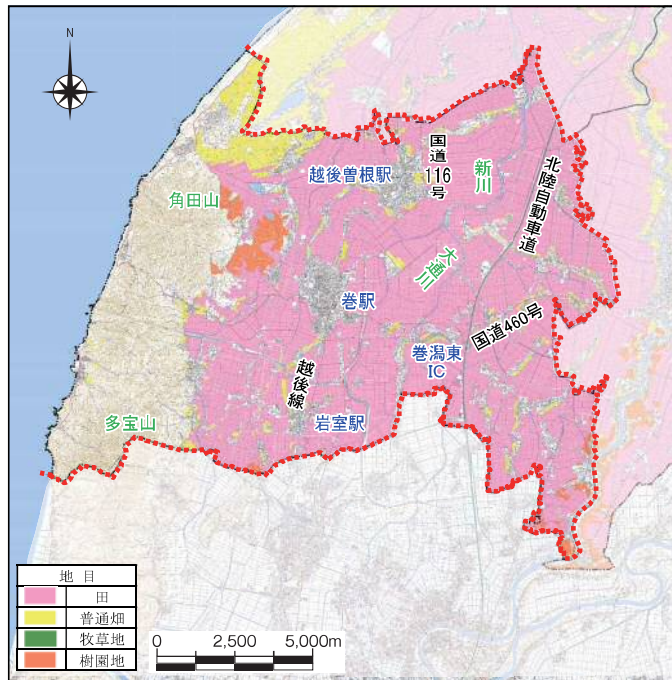 N
越後曽根駅
国道116号
新川
北陸自動車道
角田山
大通川
巻駅
国道460号
巻潟東
IC
越後線
多宝山
岩室駅
地目
田
普通畑
牧草地
樹園地
0 2,500 5,000m